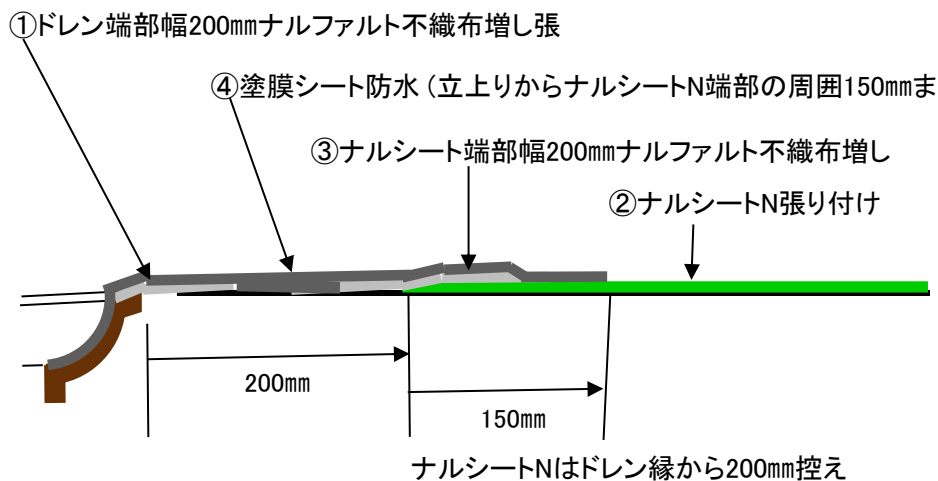 ①ドレン端部幅200㎜ナルファルト不織布増し張
④塗膜シート防水（立上りからナルシートN端部の周囲150㎜ま
③ナルシート端部幅200㎜ナルファルト不織布増し
②ナルシートN張り付け
200㎜
150㎜
ナルシートNはドレン縁から200㎜控え